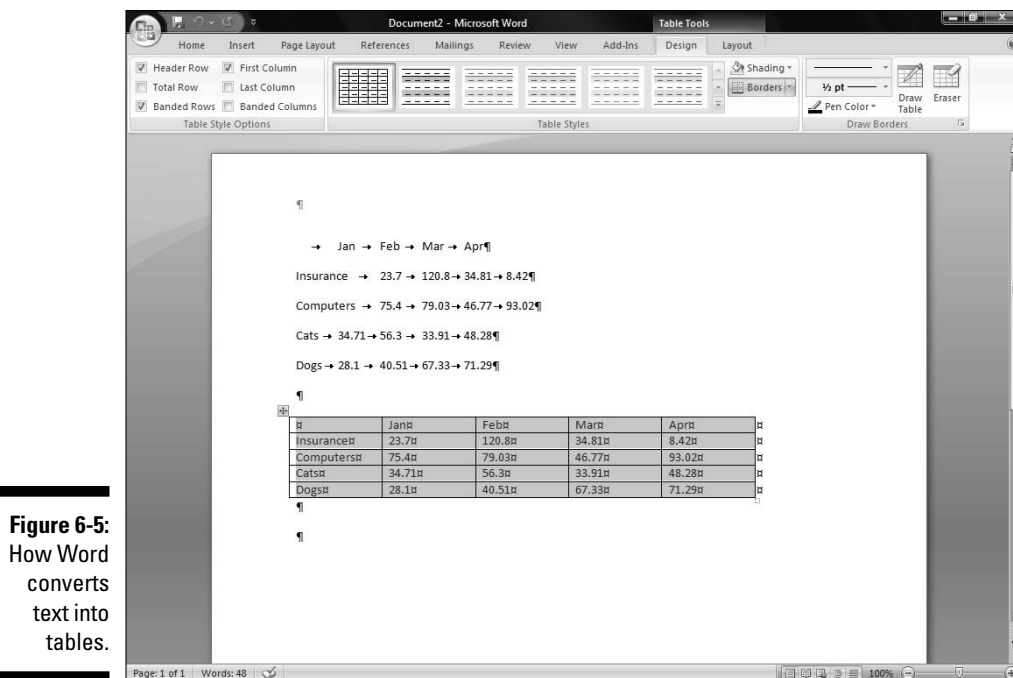 Document2 - Microsoft Word Table Tools
Home Insert Page Layout References Mailings Review View Add-Ins Design Layout
Header Row First Column
Total Row Last Column
Banded Rows Banded Columns
Table Style Options
Table Styles
Shading
Borders
½ pt
Pen Color
Draw Table
Eraser
Draw Borders
¶
→ Jan → Feb → Mar → Apr¶
Insurance → 23.7 → 120.8 → 34.81 → 8.42¶
Computers → 75.4 → 79.03 → 46.77 → 93.02¶
Cats → 34.71 → 56.3 → 33.91 → 48.28¶
Dogs → 28.1 → 40.51 → 67.33 → 71.29¶
¶
¤ Jan¤ Feb¤ Mar¤ Apr¤ ¤
Insurance¤ 23.7¤ 120.8¤ 34.81¤ 8.42¤ ¤
Computers¤ 75.4¤ 79.03¤ 46.77¤ 93.02¤ ¤
Cats¤ 34.71¤ 56.3¤ 33.91¤ 48.28¤ ¤
Dogs¤ 28.1¤ 40.51¤ 67.33¤ 71.29¤ ¤
¶
¶
Figure 6-5:
How Word
converts
text into
tables.
Page: 1 of 1 Words: 48 100%